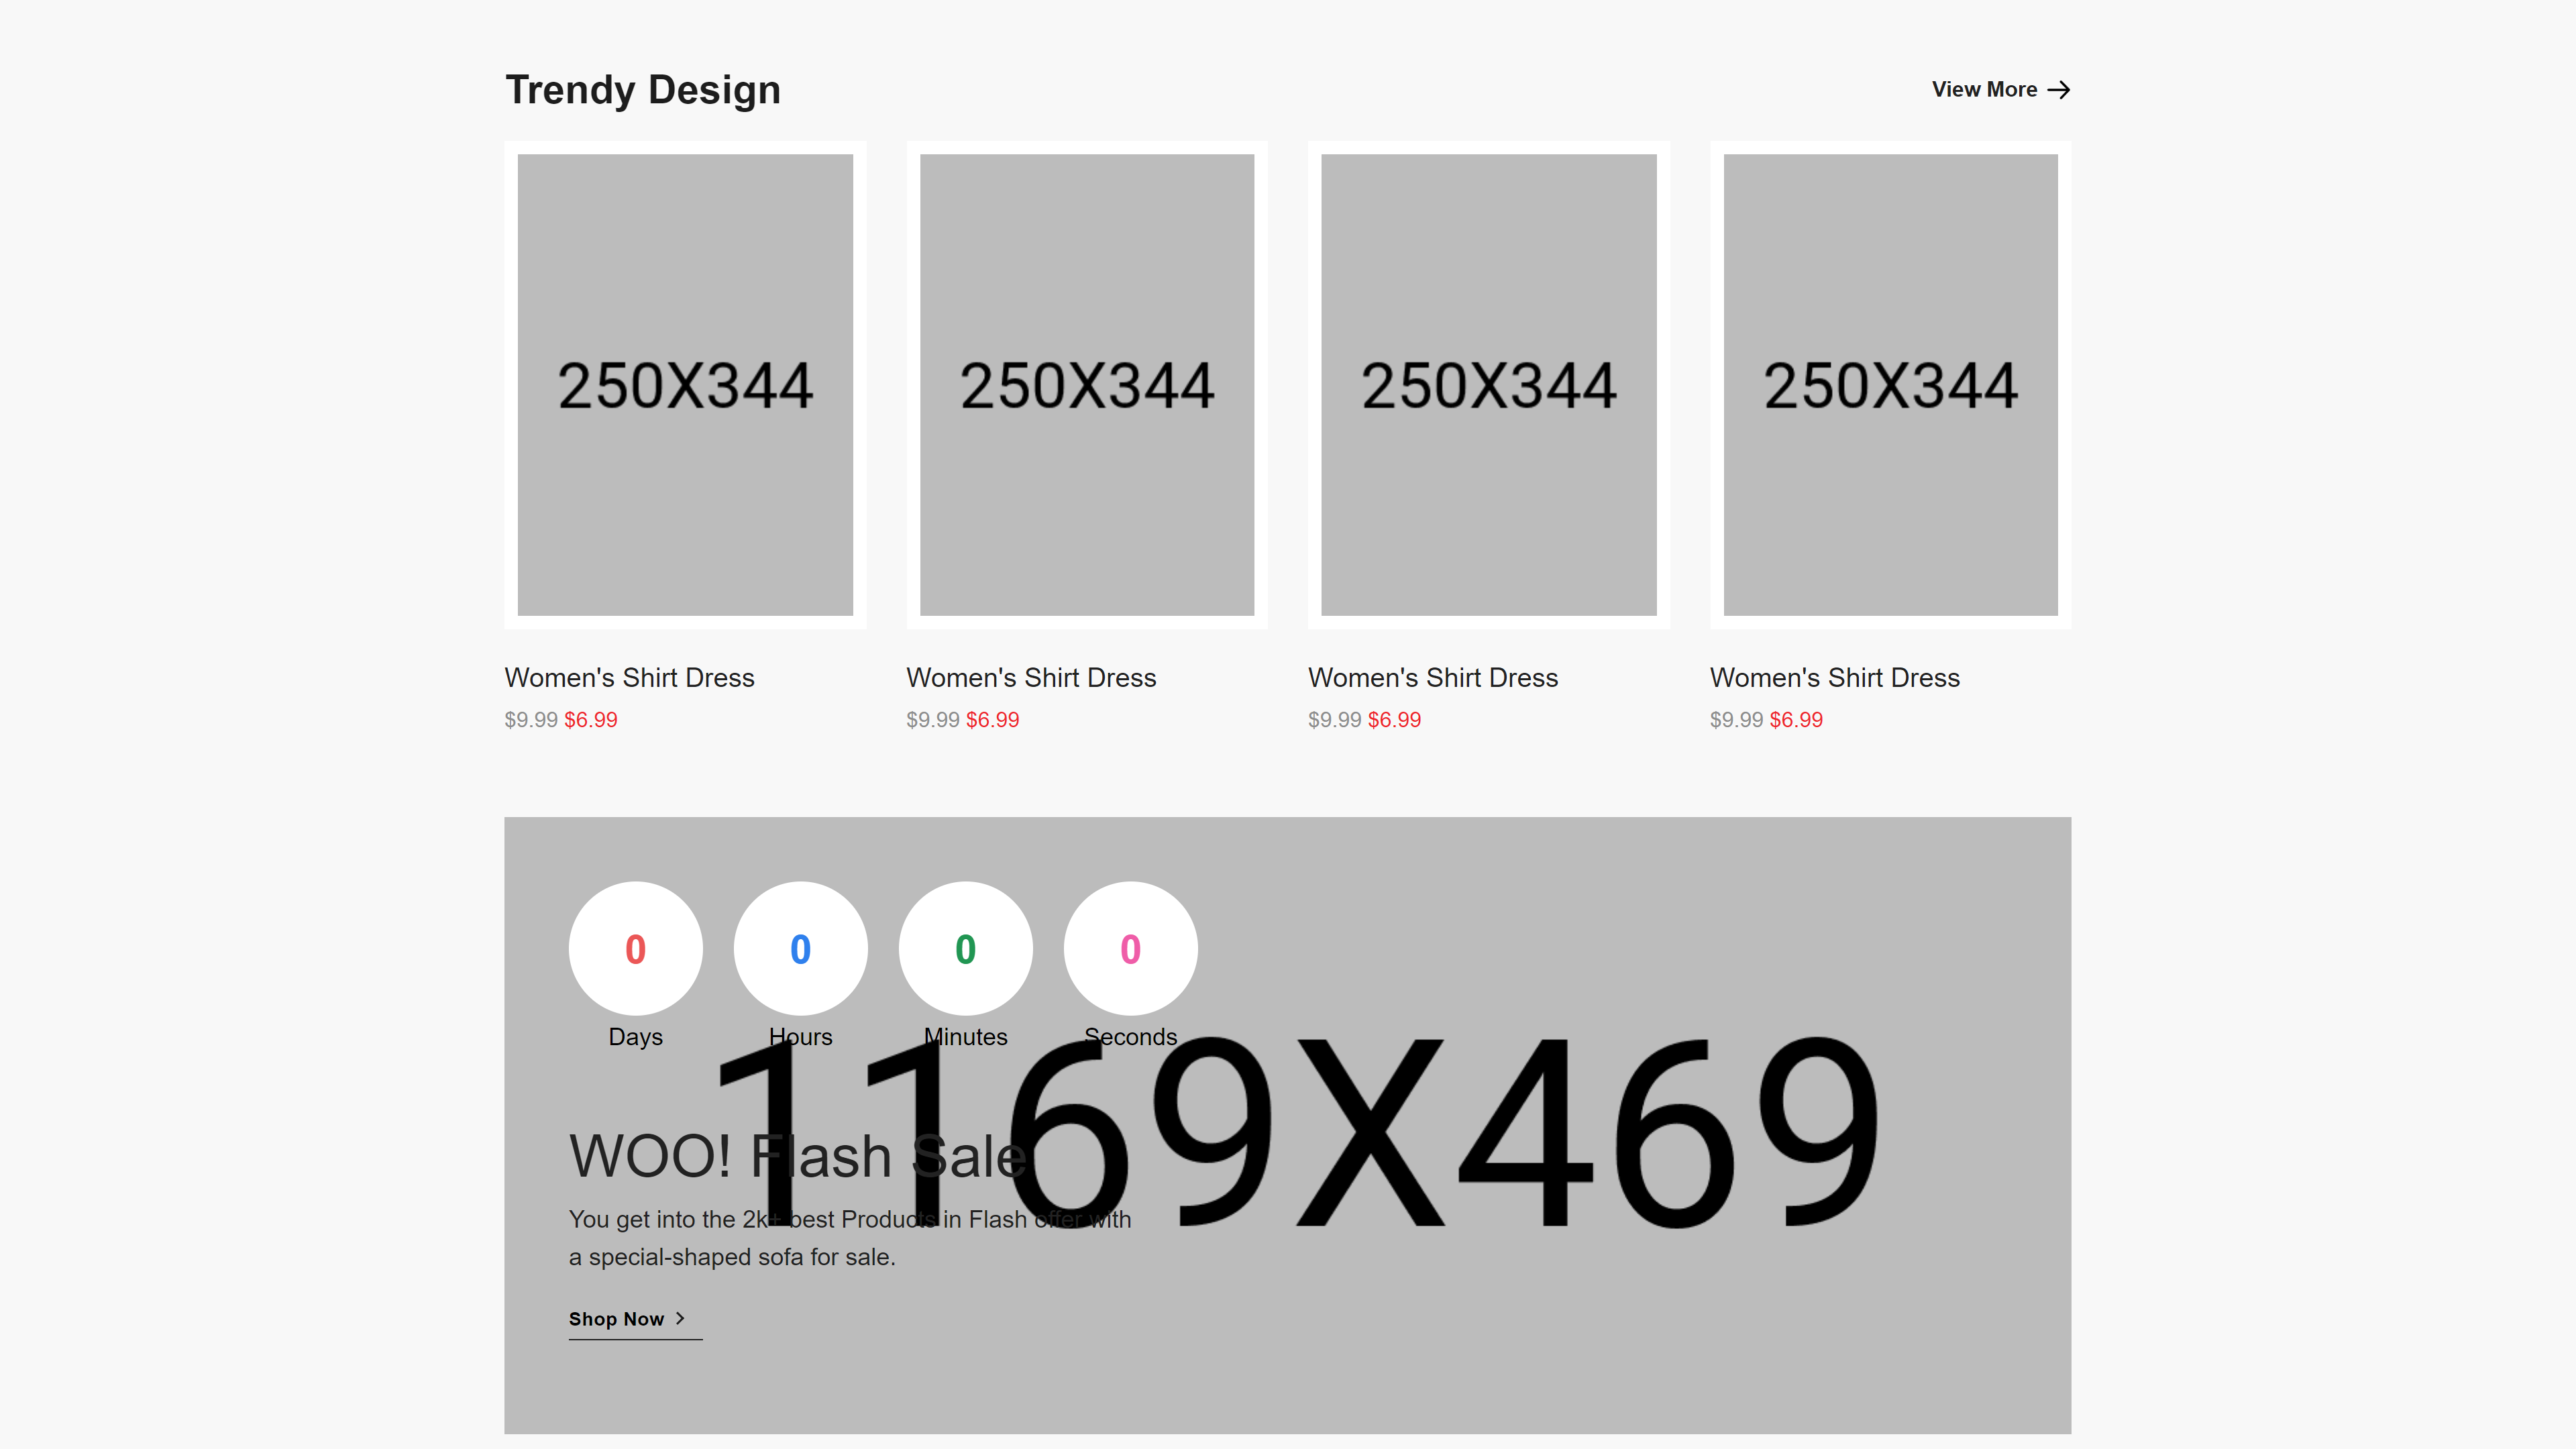 Trendy Design
View More
250X344
250X344
250X344
250X344
Women's Shirt Dress
Women's Shirt Dress
Women's Shirt Dress
Women's Shirt Dress
$9.99 $6.99
$9.99 $6.99
$9.99 $6.99
$9.99 $6.99
0
0
0
0
Days
Hours
Minutes
Seconds
1169X469
WOO! Flash Sale
You get into the 2k+ best Products in Flash offer with
a special-shaped sofa for sale.
Shop Now